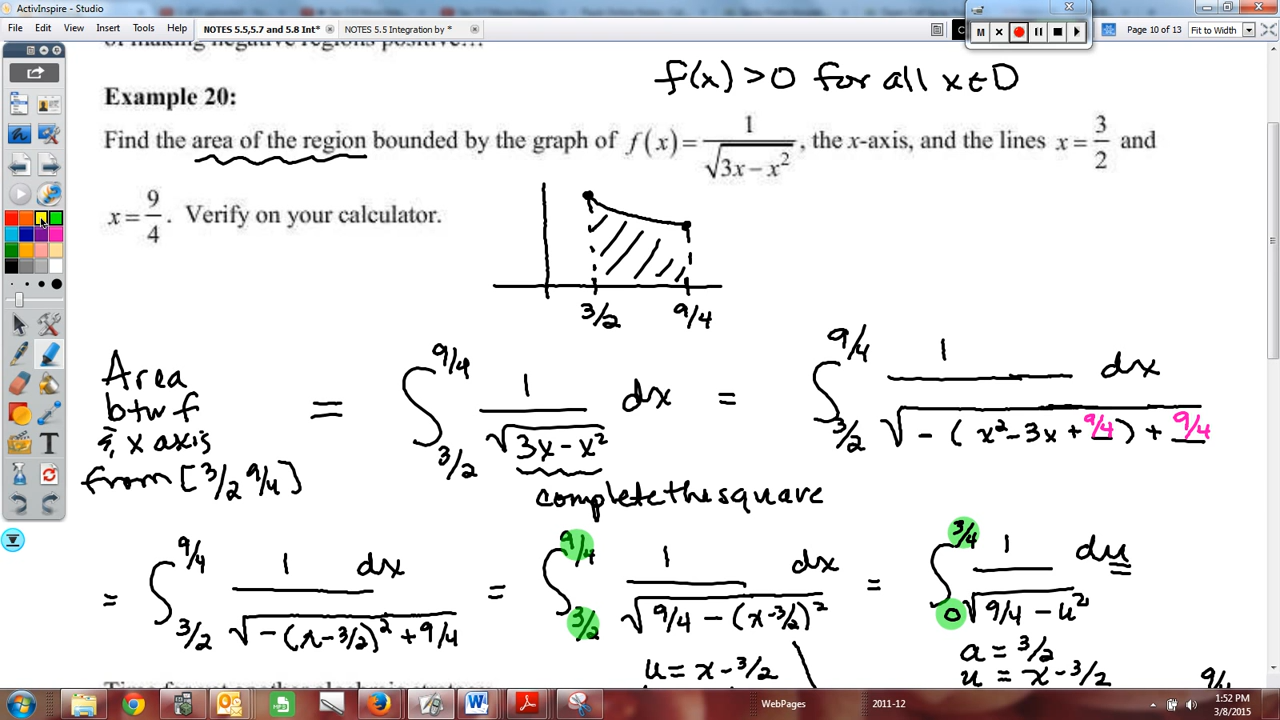 ActivInspire - Studio
File Edit View Insert Tools Help
NOTES 5.5,5.7 and 5.8 Int* × NOTES 5.5 Integration by * ×
M
Page 10 of 13 Fit to Width
of making negative regions positive...
f(x) > 0 for all x ∈ D
Example 20:
Find the area of the region bounded by the graph of f(x) = 1/√(3x − x²), the x-axis, and the lines x = 3/2 and
x = 9/4. Verify on your calculator.
3/2 9/4
Area
btw f
& x axis
from [3/2 9/4]
= ∫_{3/2}^{9/4} 1/√(3x − x²) dx = ∫_{3/2}^{9/4} 1/√(−(x² − 3x + 9/4) + 9/4) dx
complete the square
= ∫_{3/2}^{9/4} 1/√(−(x − 3/2)² + 9/4) dx = ∫_{3/2}^{9/4} 1/√(9/4 − (x − 3/2)²) dx = ∫_{0}^{3/4} 1/√(9/4 − u²) du
u = x − 3/2
a = 3/2
u = x − 3/2
WebPages 2011-12
1:52 PM
3/8/2015